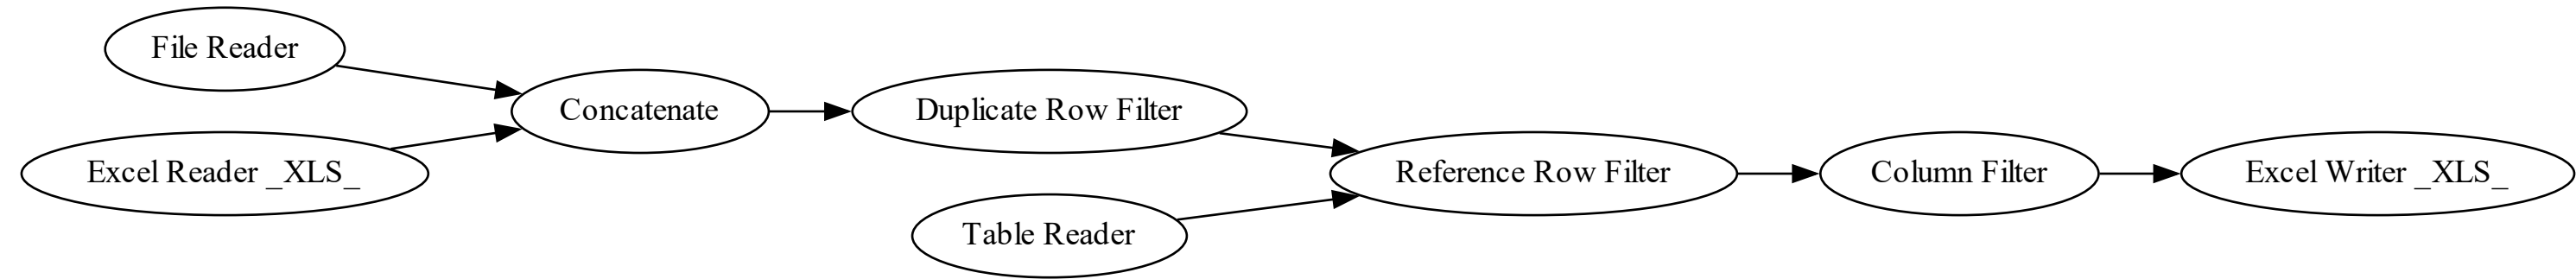 File Reader
Excel Reader _XLS_
Concatenate
Duplicate Row Filter
Table Reader
Reference Row Filter
Column Filter
Excel Writer _XLS_